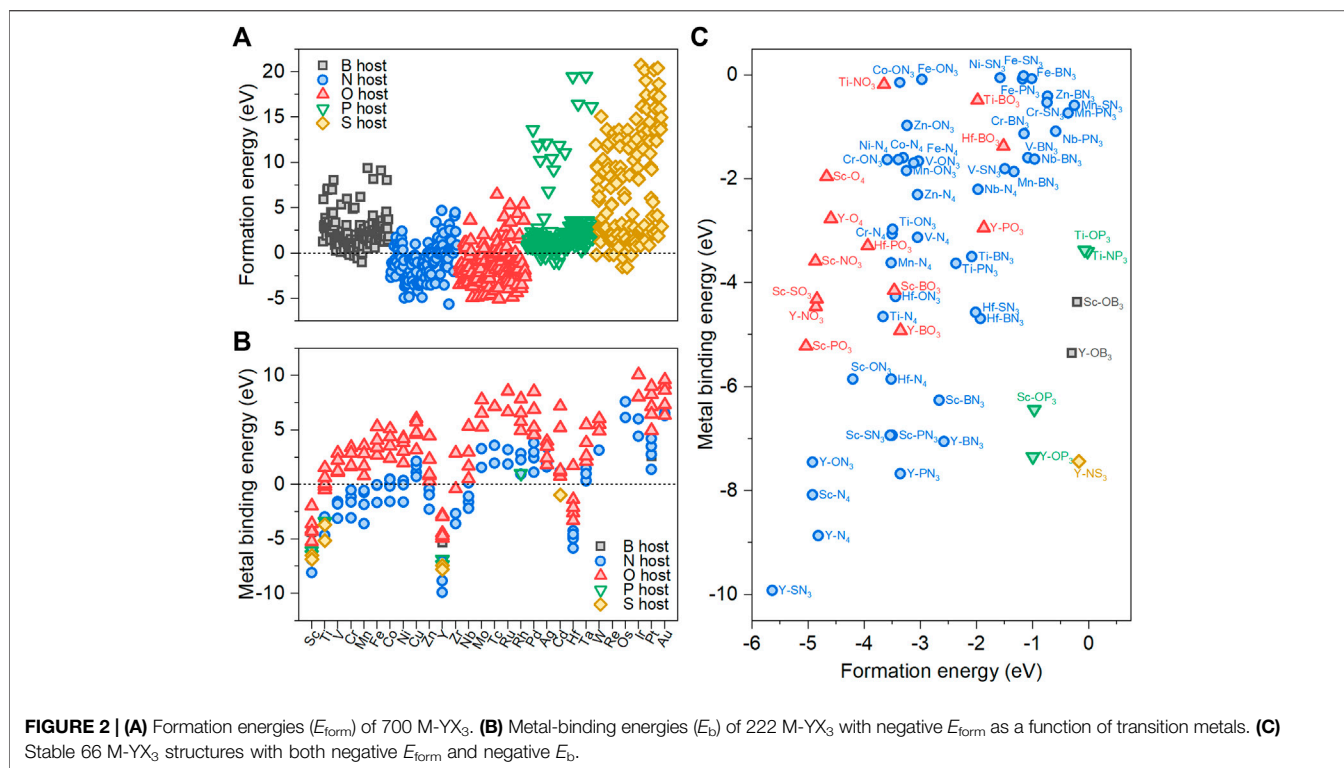 A
B host
N host
O host
P host
S host
20
15
10
5
0
-5
Formation energy (eV)
B
10
5
0
-5
-10
Metal binding energy (eV)
B host
N host
O host
P host
S host
Sc Ti V Cr Mn Fe Co Ni Cu Zn Y Zr Nb Mo Tc Ru Rh Pd Ag Cd Hf Ta W Re Os Ir Pt Au
C
0
-2
-4
-6
-8
-10
Metal binding energy (eV)
Co-ON3 Fe-ON3 Ni-SN3 Fe-SN3
Ti-NO3 Fe-BN3
Fe-PN3 Zn-BN3
Ti-BO3 Mn-SN3
Cr-SN3 Mn-PN3
Zn-ON3 Cr-BN3 Nb-PN3
Hf-BO3
Ni-N4 Co-N4 Fe-N4 V-BN3
Cr-ON3 V-ON3 Nb-BN3
Mn-ON3 V-SN3 Mn-BN3
Sc-O4
Zn-N4 Nb-N4
Y-O4 Ti-ON3 Y-PO3
Cr-N4 V-N4 Ti-OP3
Hf-PO3 Ti-NP3
Sc-NO3 Mn-N4 Ti-BN3
Ti-PN3
Sc-SO3 Sc-BO3
Hf-ON3 Sc-OB3
Y-NO3 Ti-N4 Hf-SN3
Hf-BN3
Y-BO3
Sc-PO3 Y-OB3
Sc-ON3 Hf-N4
Sc-BN3 Sc-OP3
Sc-SN3 Sc-PN3
Y-BN3
Y-ON3 Y-OP3
Y-PN3 Y-NS3
Sc-N4
Y-N4
Y-SN3
-6 -5 -4 -3 -2 -1 0
Formation energy (eV)
FIGURE 2 | (A) Formation energies (Eform) of 700 M-YX3. (B) Metal-binding energies (Eb) of 222 M-YX3 with negative Eform as a function of transition metals. (C)
Stable 66 M-YX3 structures with both negative Eform and negative Eb.